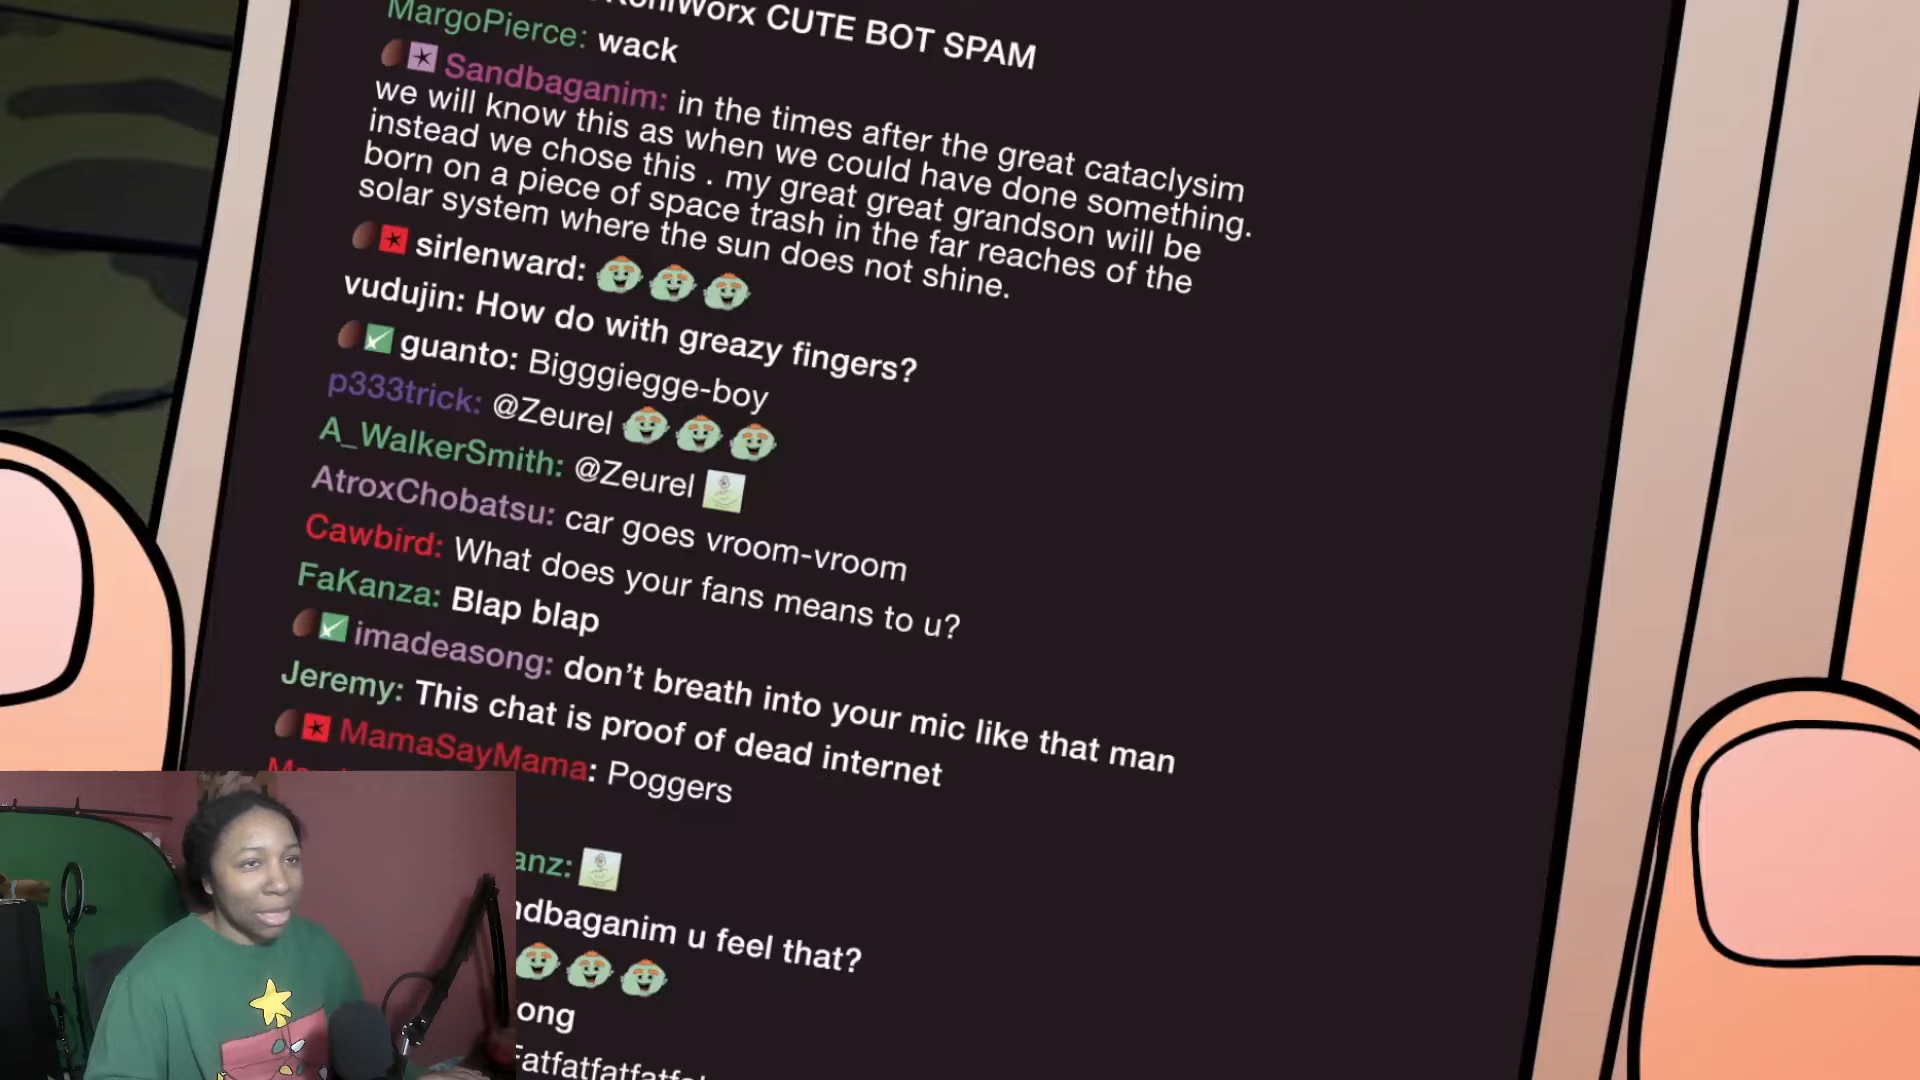 CUTE BOT SPAM
MargoPierce: wack
Sandbaganim: in the times after the great cataclysim
we will know this as when we could have done something.
instead we chose this . my great great grandson will be
born on a piece of space trash in the far reaches of the
solar system where the sun does not shine.
sirlenward:
vudujin: How do with greazy fingers?
guanto: Bigggiegge-boy
p333trick: @Zeurel
A_WalkerSmith: @Zeurel
AtroxChobatsu: car goes vroom-vroom
Cawbird: What does your fans means to u?
FaKanza: Blap blap
imadeasong: don't breath into your mic like that man
Jeremy: This chat is proof of dead internet
MamaSayMama: Poggers
anz:
ndbaganim u feel that?
ong